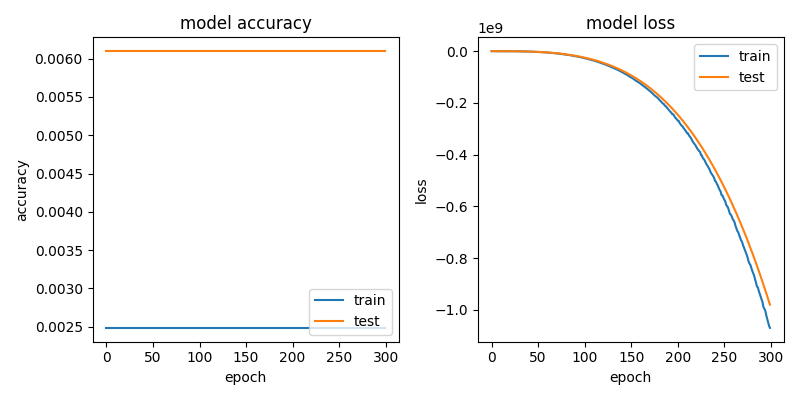 model accuracy
0.0060
0.0055
0.0050
0.0045
0.0040
0.0035
0.0030
0.0025
accuracy
0 50 100 150 200 250 300
epoch
train
test
model loss
1e9
0.0
−0.2
−0.4
−0.6
−0.8
−1.0
loss
0 50 100 150 200 250 300
epoch
train
test